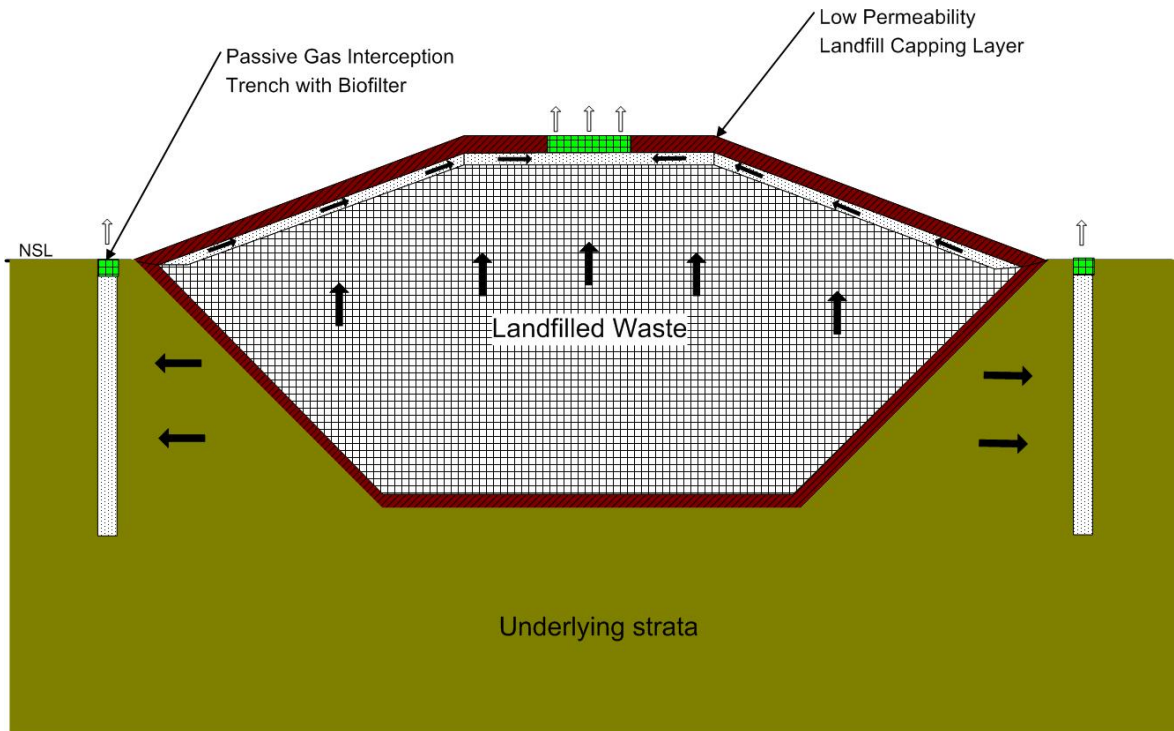 Low Permeability
Landfill Capping Layer
Passive Gas Interception
Trench with Biofilter
NSL
Landfilled Waste
Underlying strata